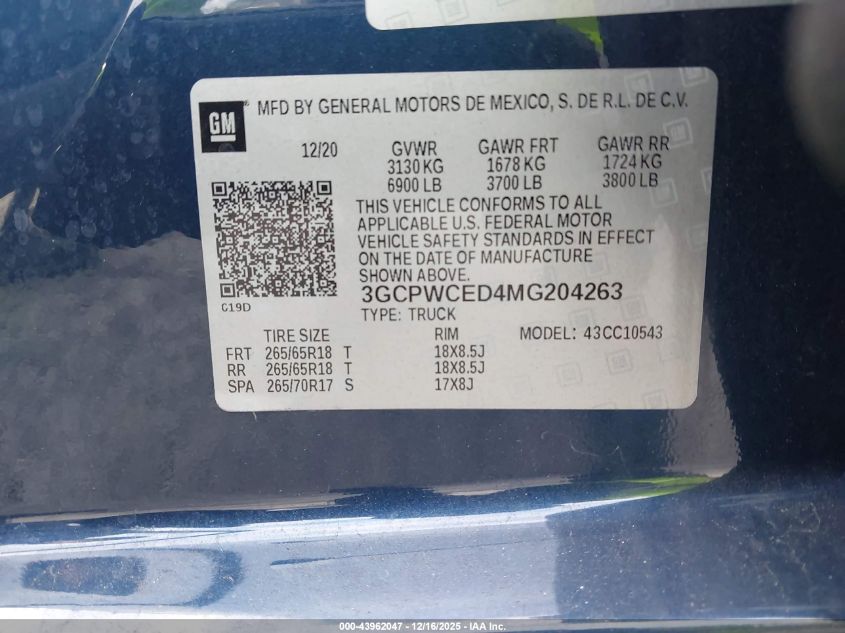 GM
® MFD BY GENERAL MOTORS DE MEXICO, S. DE R.L. DE C.V.
12/20 GVWR GAWR FRT GAWR RR
3130 KG 1678 KG 1724 KG
6900 LB 3700 LB 3800 LB
THIS VEHICLE CONFORMS TO ALL
APPLICABLE U.S. FEDERAL MOTOR
VEHICLE SAFETY STANDARDS IN EFFECT
ON THE DATE OF MANUFACTURE
SHOWN ABOVE.
G19D
3GCPWCED4MG204263
TYPE: TRUCK
TIRE SIZE RIM MODEL: 43CC10543
FRT 265/65R18 T 18X8.5J
RR 265/65R18 T 18X8.5J
SPA 265/70R17 S 17X8J
000-43962047 - 12/16/2025 - IAA Inc.